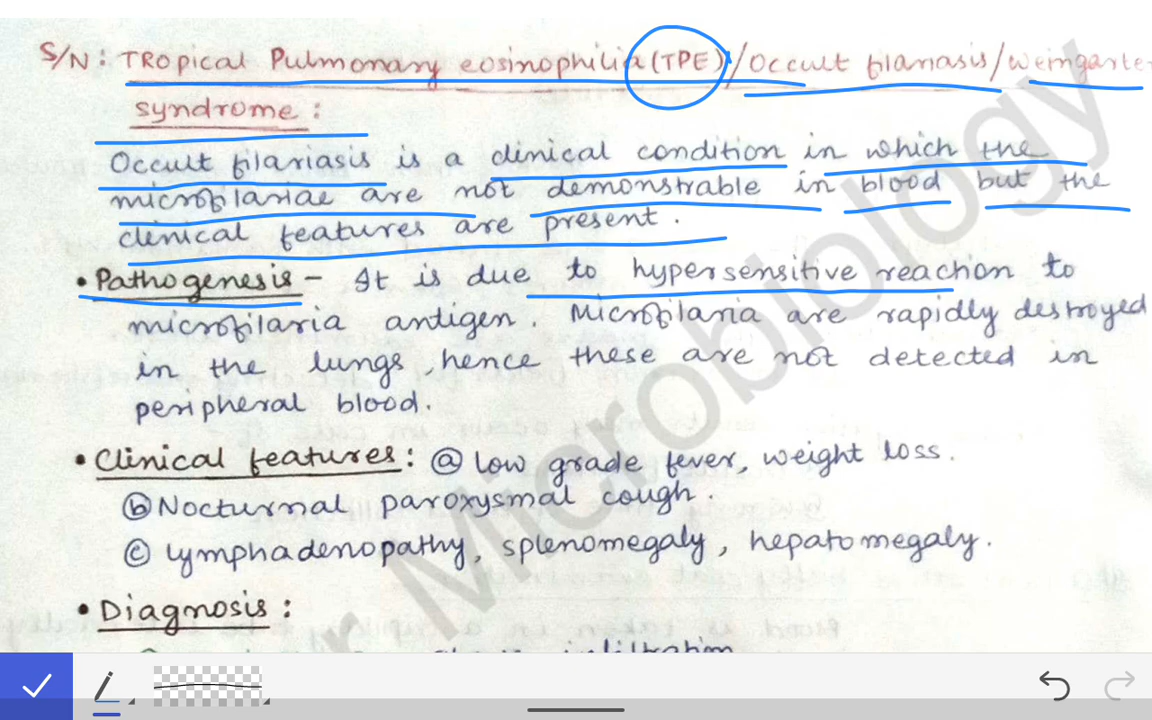 S/N: TRopical Pulmonary eosinophilia (TPE)/Occult filariasis/Weingarte
syndrome:
Occult filariasis is a clinical condition in which the
microfilariae are not demonstrable in blood but the
clinical features are present.
• Pathogenesis - It is due to hypersensitive reaction to
microfilaria antigen. Microfilaria are rapidly destroyed
in the lungs, hence these are not detected in
peripheral blood.
• Clinical features: ⓐ Low grade fever, weight loss.
ⓑ Nocturnal paroxysmal cough.
ⓒ lymphadenopathy, splenomegaly, hepatomegaly.
• Diagnosis:
infiltration
Microbiology